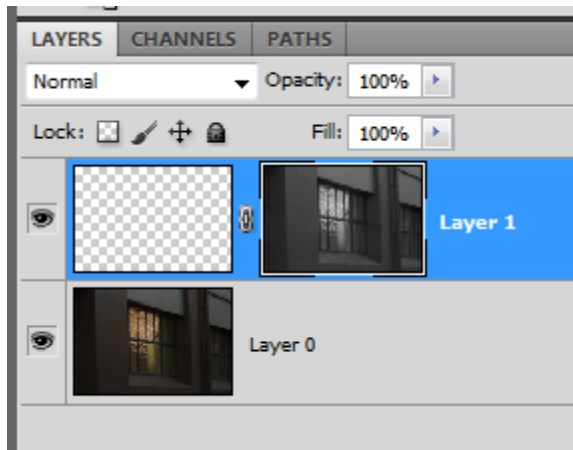 LAYERS CHANNELS PATHS
Normal Opacity: 100%
Lock: Fill: 100%
Layer 1
Layer 0